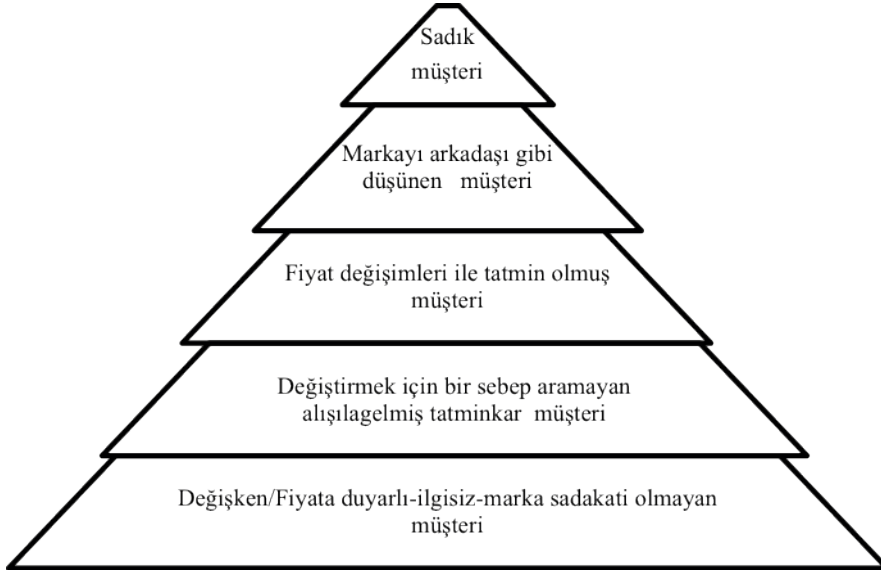 Sadık
müşteri
Markayı arkadaşı gibi
düşünen müşteri
Fiyat değişimleri ile tatmin olmuş
müşteri
Değiştirmek için bir sebep aramayan
alışılagelmiş tatminkar müşteri
Değişken/Fiyata duyarlı-ilgisiz-marka sadakati olmayan
müşteri